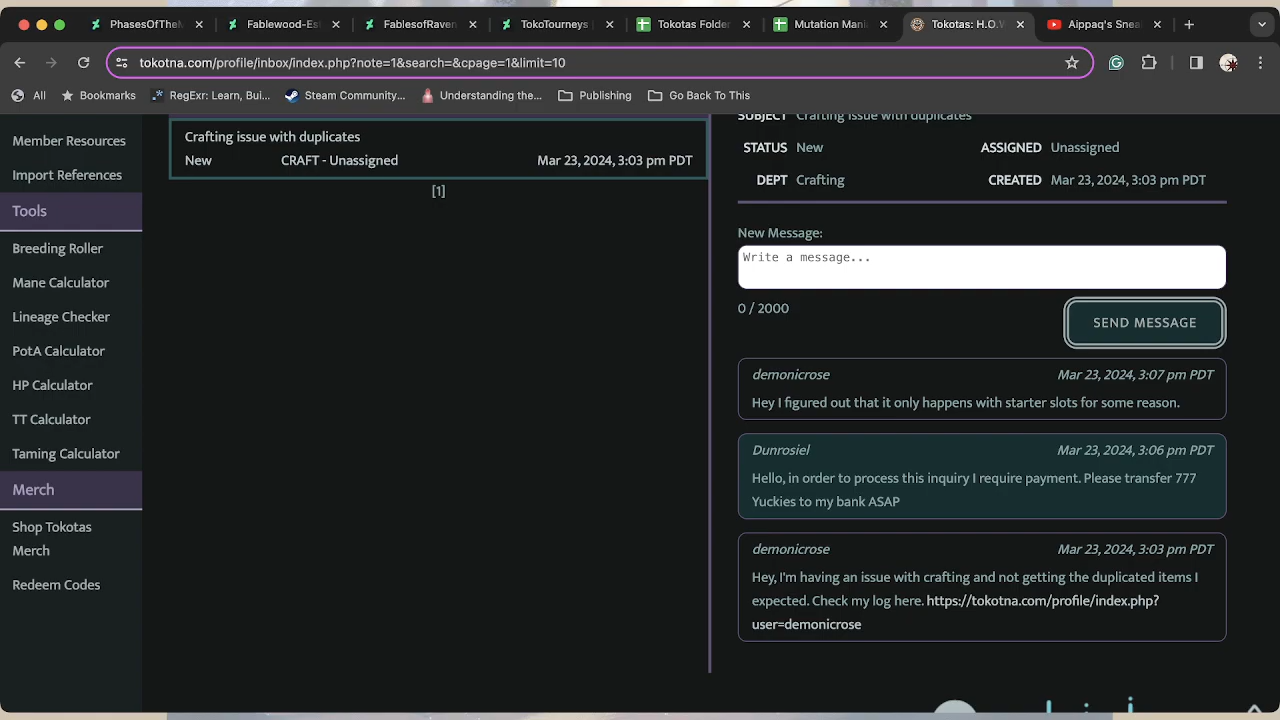 PhasesOfTheM
Fablewood-Es
FablesofRaven
TokoTourneys
Tokotas Folder
Mutation Mani
Tokotas: H.O.W
Aippaq's Snea
tokotna.com/profile/inbox/index.php?note=1&search=&cpage=1&limit=10
All
Bookmarks
RegExr: Learn, Bui...
Steam Community...
Understanding the...
Publishing
Go Back To This
Member Resources
Import References
Tools
Breeding Roller
Mane Calculator
Lineage Checker
PotA Calculator
HP Calculator
TT Calculator
Taming Calculator
Merch
Shop Tokotas
Merch
Redeem Codes
Crafting issue with duplicates
New CRAFT - Unassigned Mar 23, 2024, 3:03 pm PDT
[1]
SUBJECT Crafting issue with duplicates
STATUS New ASSIGNED Unassigned
DEPT Crafting CREATED Mar 23, 2024, 3:03 pm PDT
New Message:
Write a message...
0 / 2000
SEND MESSAGE
demonicrose Mar 23, 2024, 3:07 pm PDT
Hey I figured out that it only happens with starter slots for some reason.
Dunrosiel Mar 23, 2024, 3:06 pm PDT
Hello, in order to process this inquiry I require payment. Please transfer 777
Yuckies to my bank ASAP
demonicrose Mar 23, 2024, 3:03 pm PDT
Hey, I'm having an issue with crafting and not getting the duplicated items I
expected. Check my log here. https://tokotna.com/profile/index.php?
user=demonicrose